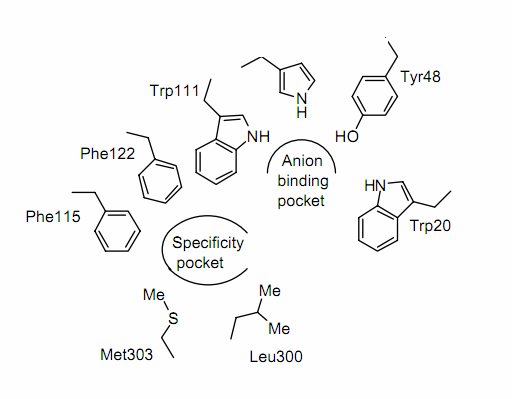 Tyr48
Trp111
N
H
HO
NH
Phe122
Anion
binding
pocket
HN
Phe115
Trp20
Specificity
pocket
Me
Me
S
Me
Met303
Leu300